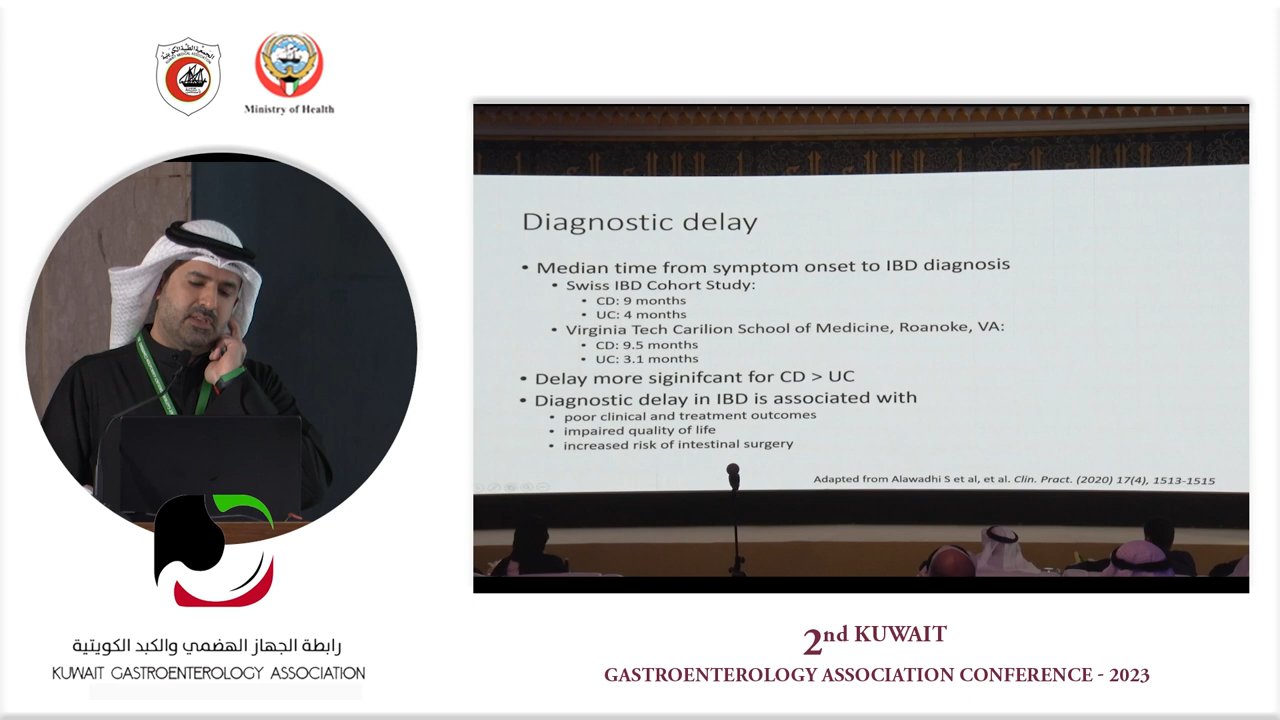 الجمعية الطبية الكويتية
Ministry of Health
Diagnostic delay
• Median time from symptom onset to IBD diagnosis
• Swiss IBD Cohort Study:
• CD: 9 months
• UC: 4 months
• Virginia Tech Carilion School of Medicine, Roanoke, VA:
• CD: 9.5 months
• UC: 3.1 months
• Delay more siginifcant for CD > UC
• Diagnostic delay in IBD is associated with
• poor clinical and treatment outcomes
• impaired quality of life
• increased risk of intestinal surgery
Adapted from Alawadhi S et al, et al. Clin. Pract. (2020) 17(4), 1513-1515
رابطة الجهاز الهضمي والكبد الكويتية
KUWAIT GASTROENTEROLOGY ASSOCIATION
2nd KUWAIT
GASTROENTEROLOGY ASSOCIATION CONFERENCE - 2023